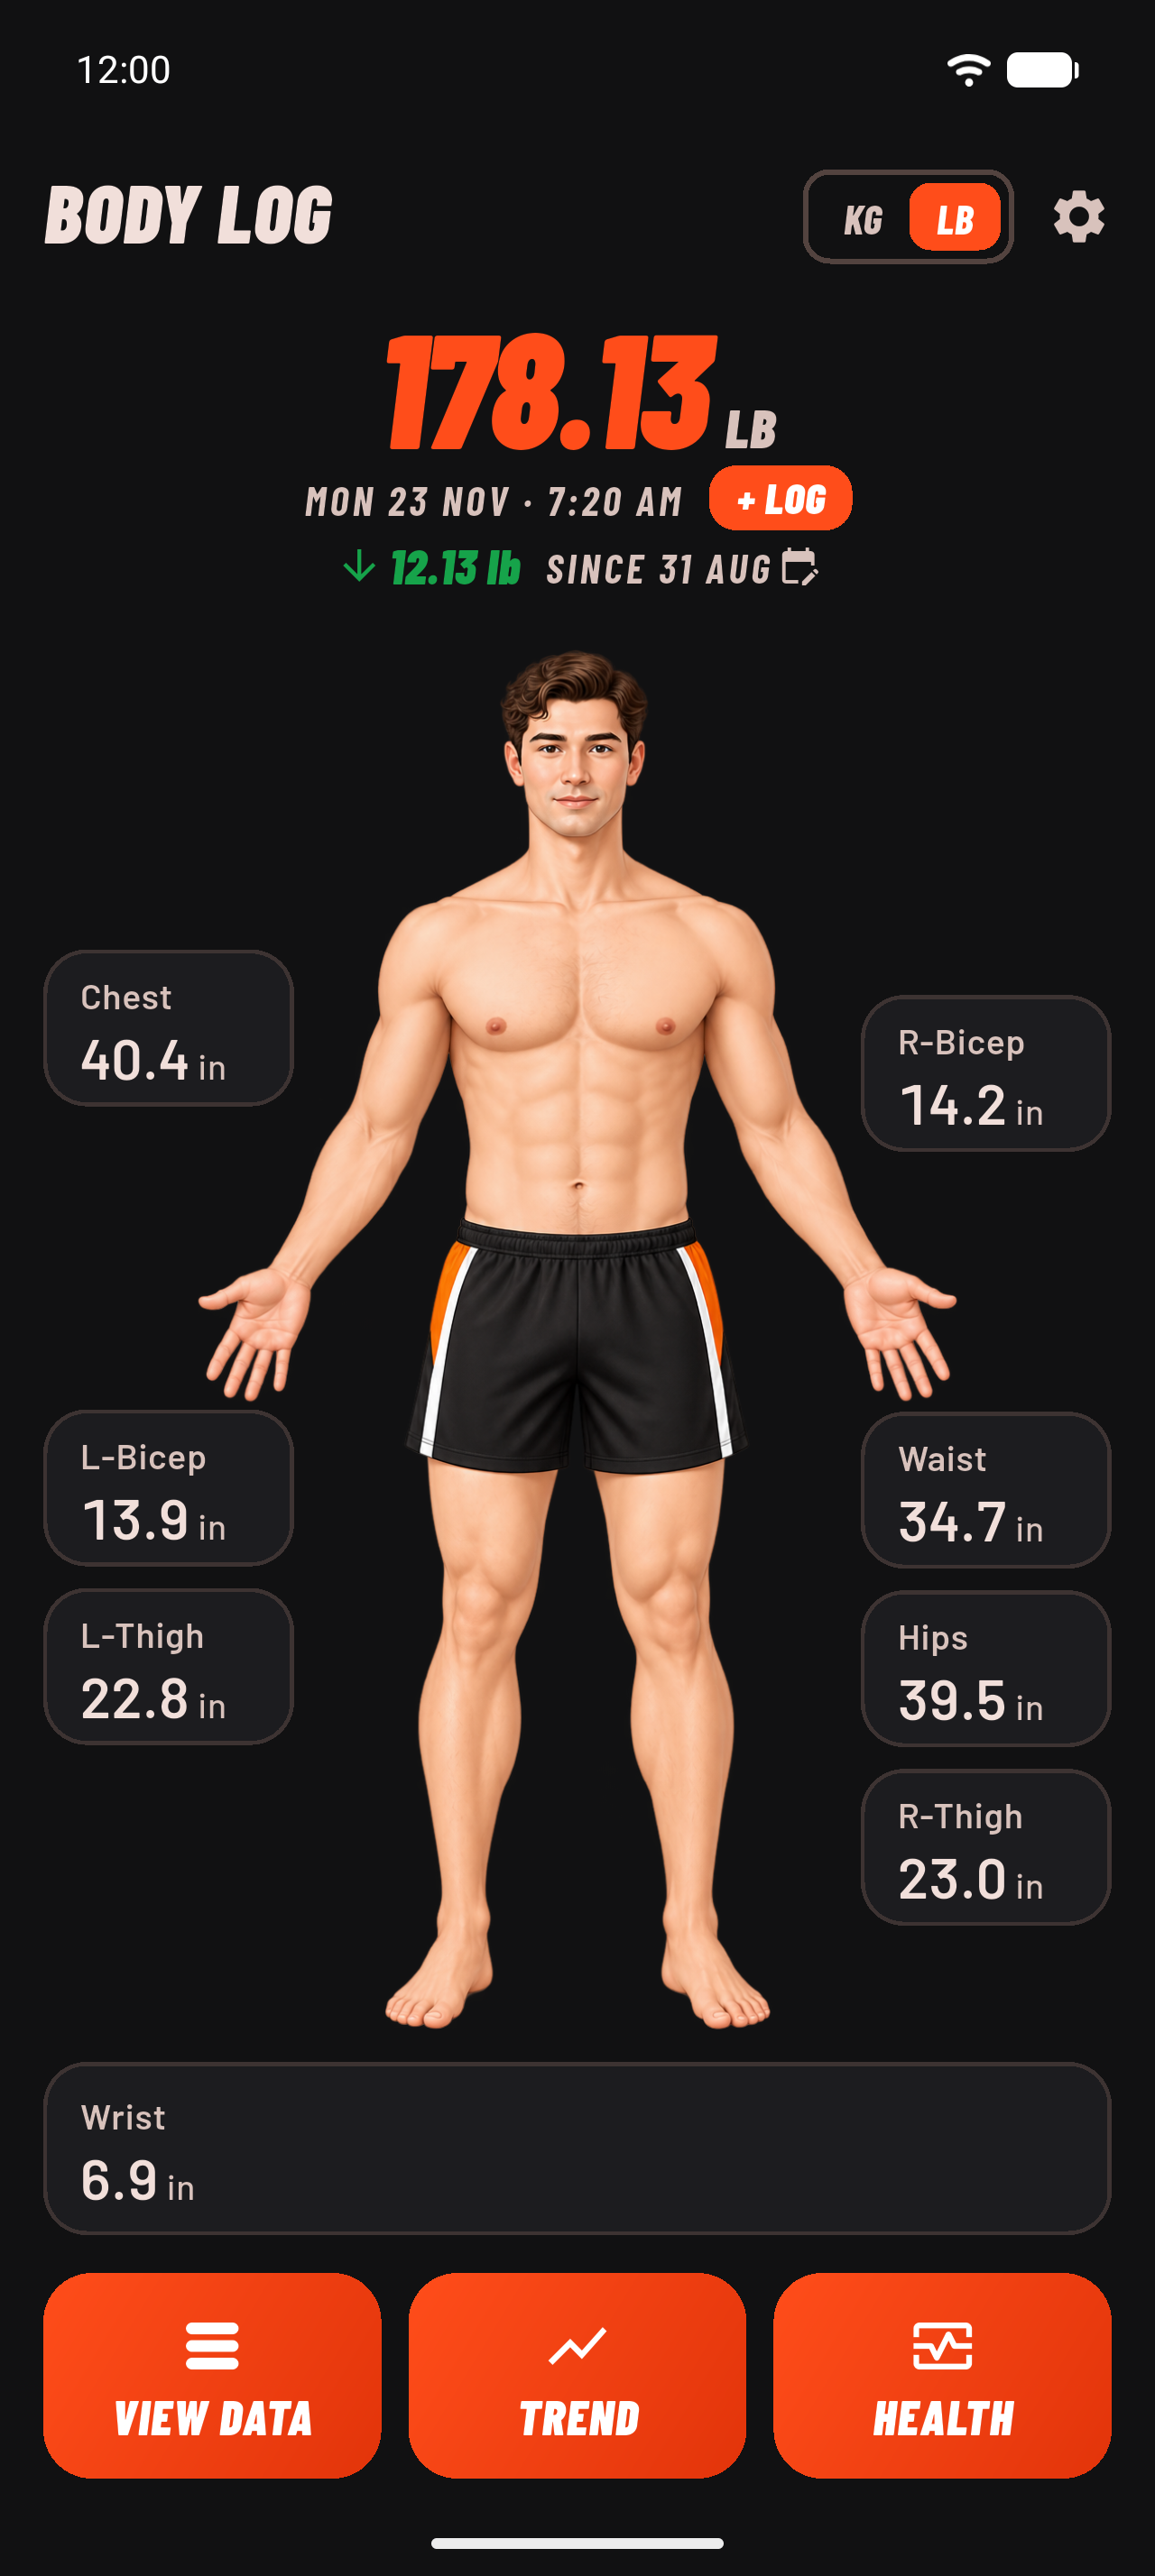 12:00
BODY LOG
KG LB
178.13 LB
MON 23 NOV · 7:20 AM + LOG
↓ 12.13 lb SINCE 31 AUG
Chest
40.4 in
R-Bicep
14.2 in
L-Bicep
13.9 in
Waist
34.7 in
L-Thigh
22.8 in
Hips
39.5 in
R-Thigh
23.0 in
Wrist
6.9 in
VIEW DATA
TREND
HEALTH